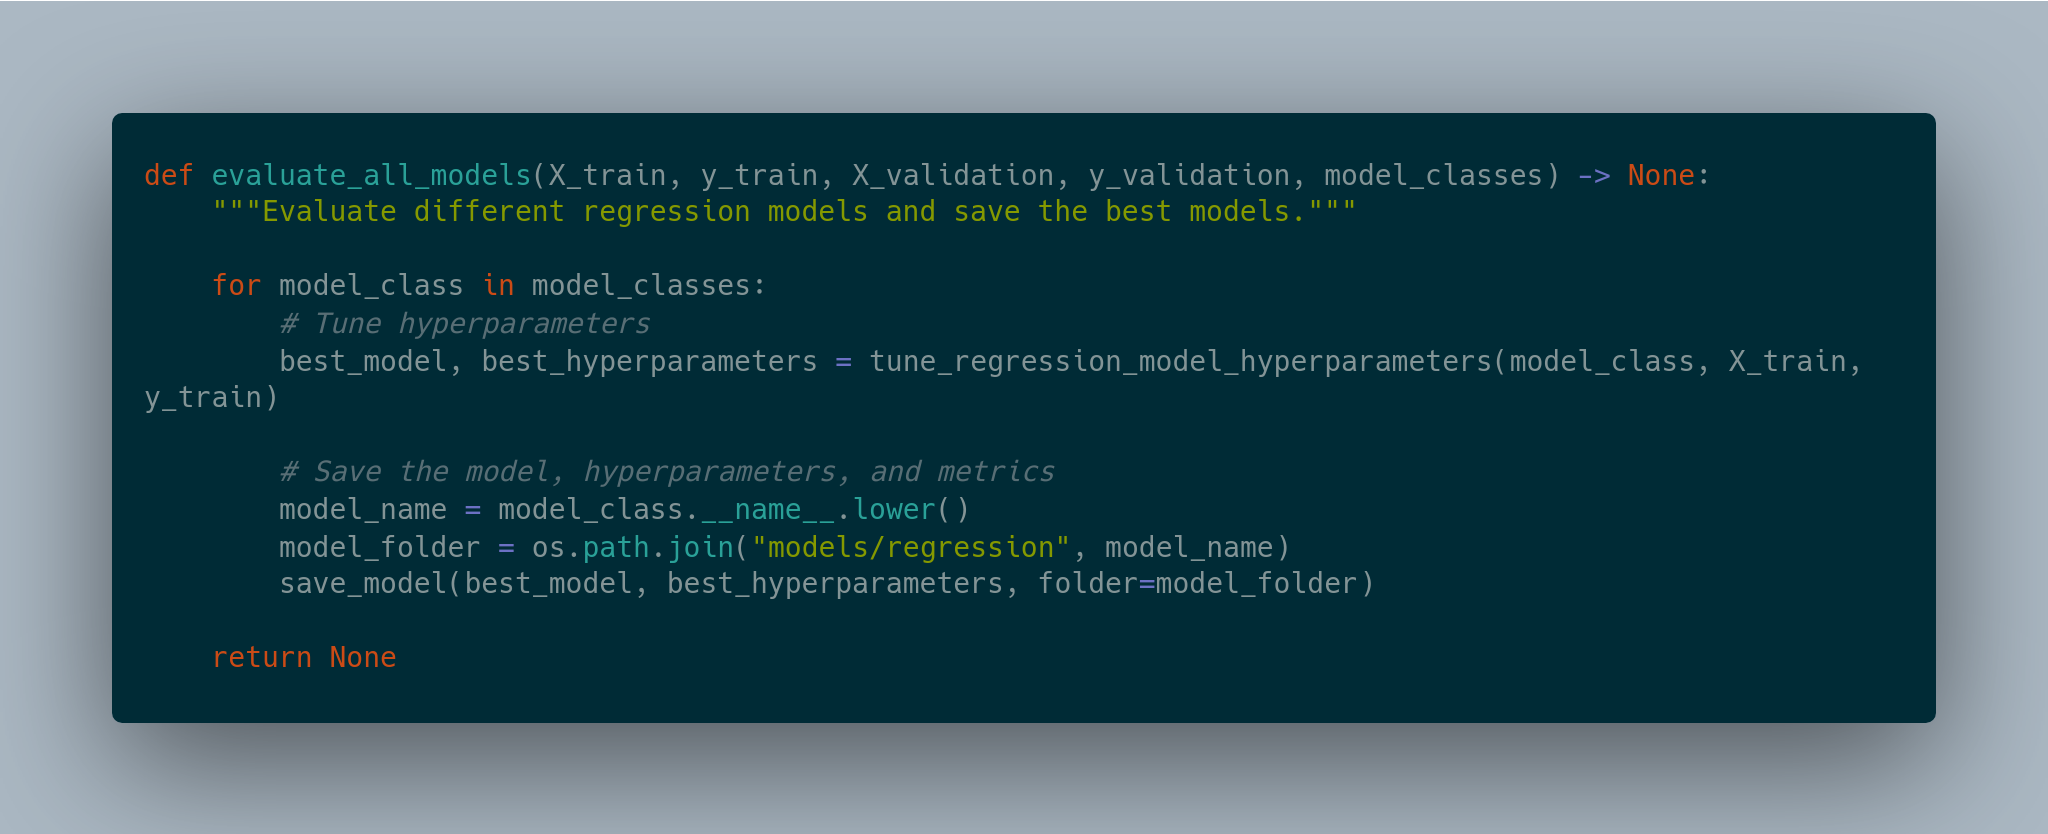 def evaluate_all_models(X_train, y_train, X_validation, y_validation, model_classes) -> None:
    """Evaluate different regression models and save the best models."""

    for model_class in model_classes:
        # Tune hyperparameters
        best_model, best_hyperparameters = tune_regression_model_hyperparameters(model_class, X_train,
y_train)

        # Save the model, hyperparameters, and metrics
        model_name = model_class.__name__.lower()
        model_folder = os.path.join("models/regression", model_name)
        save_model(best_model, best_hyperparameters, folder=model_folder)

    return None